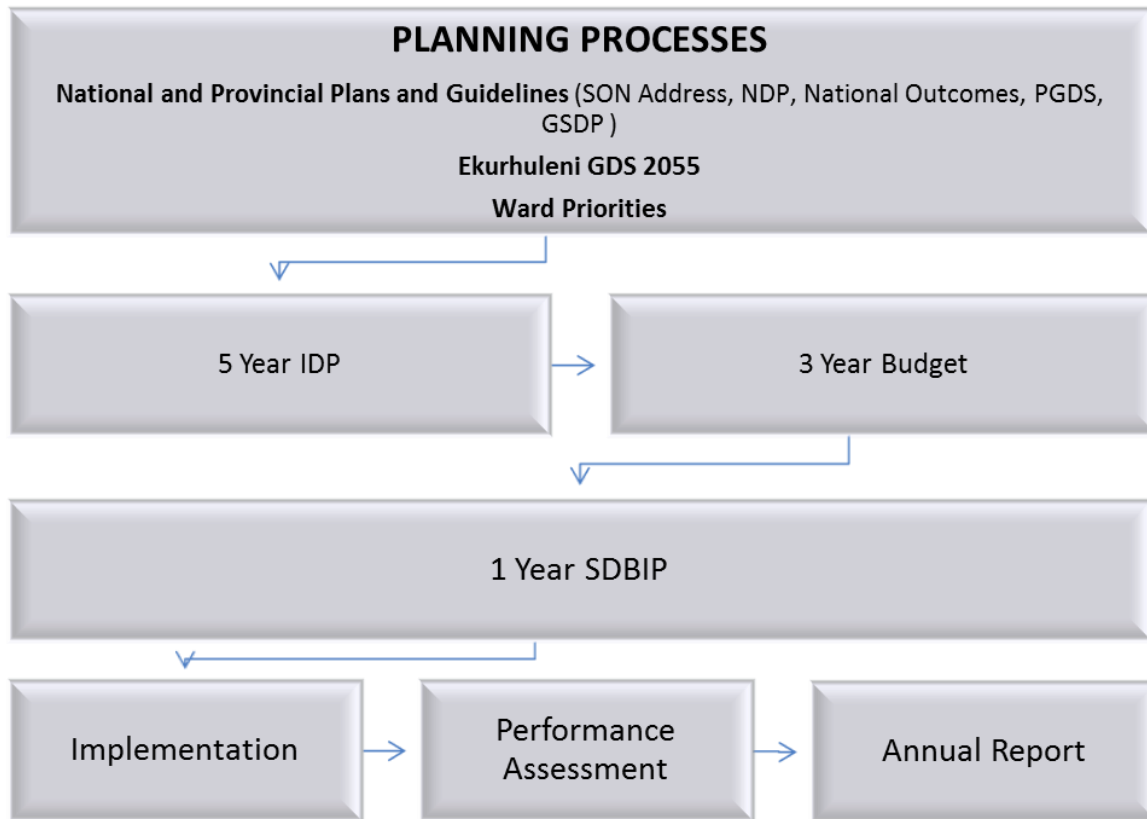 PLANNING PROCESSES
National and Provincial Plans and Guidelines (SON Address, NDP, National Outcomes, PGDS,
GSDP )
Ekurhuleni GDS 2055
Ward Priorities
5 Year IDP
3 Year Budget
1 Year SDBIP
Implementation
Performance
Assessment
Annual Report